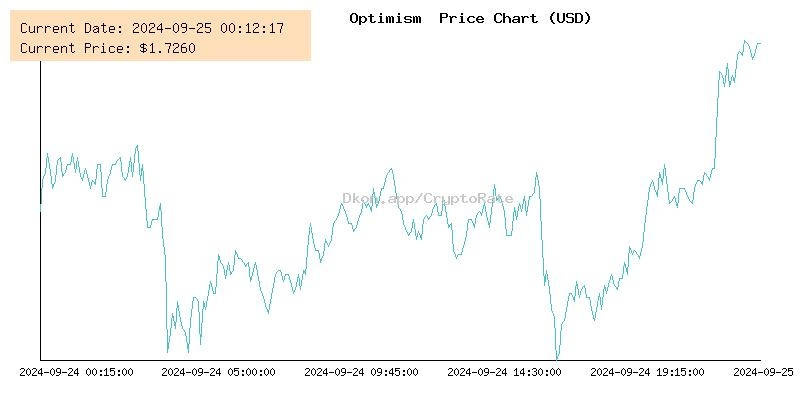 Optimism  Price Chart (USD)
Current Date: 2024-09-25 00:12:17
Current Price: $1.7260
Dkon.app/CryptoRate
2024-09-24 00:15:00 2024-09-24 05:00:00 2024-09-24 09:45:00 2024-09-24 14:30:00 2024-09-24 19:15:00 2024-09-25